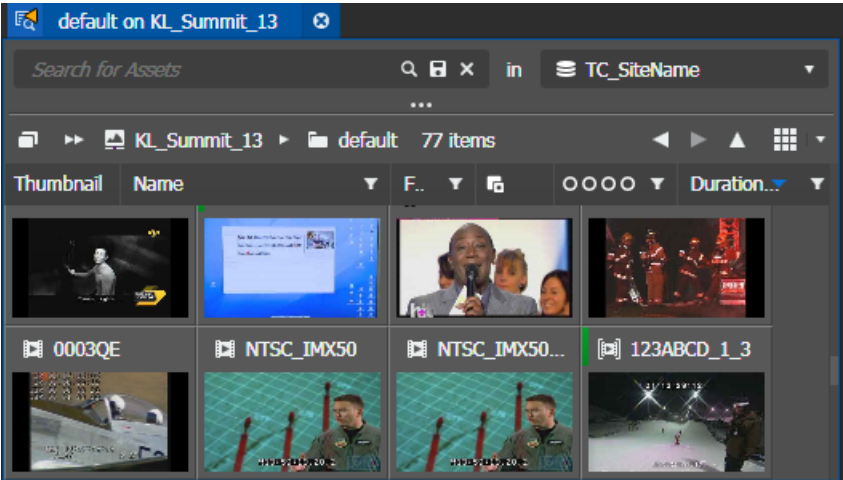 default on KL_Summit_13
Search for Assets in TC_SiteName
KL_Summit_13 default 77 items
Thumbnail Name F.. Duration...
0003QE NTSC_IMX50 NTSC_IMX50... 123ABCD_1_3